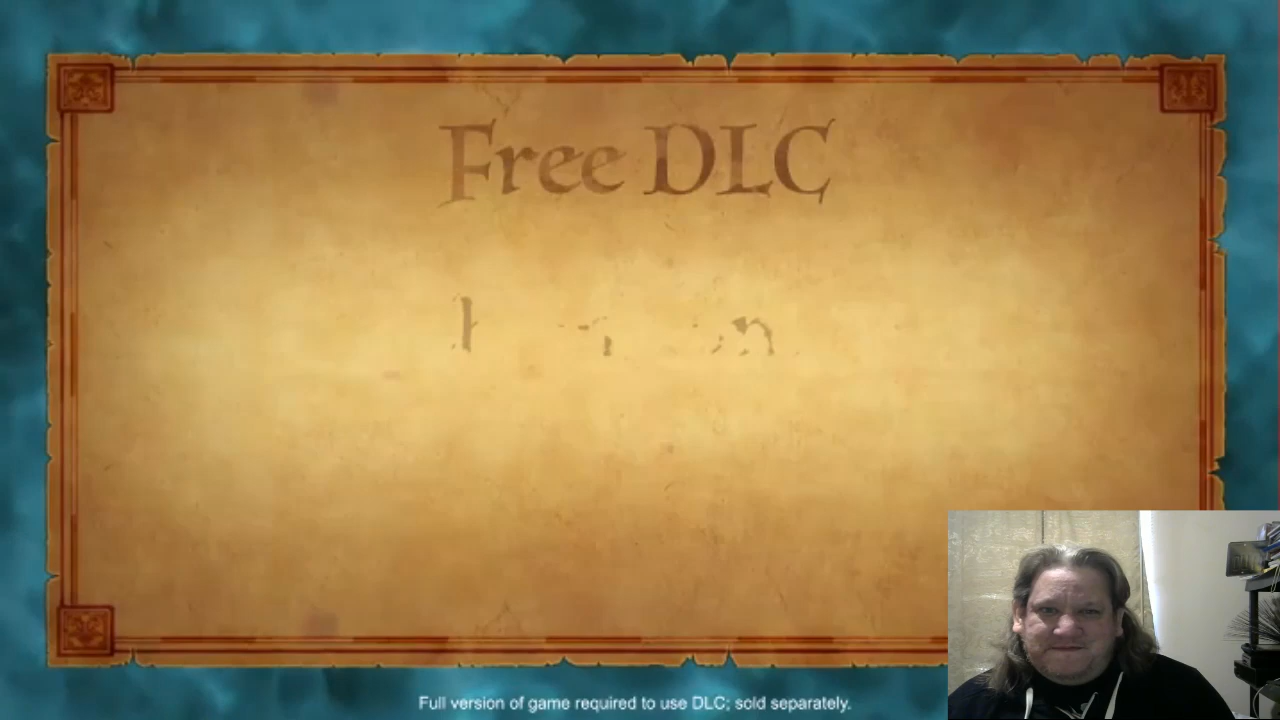 Free DLC
Full version of game required to use DLC; sold separately.